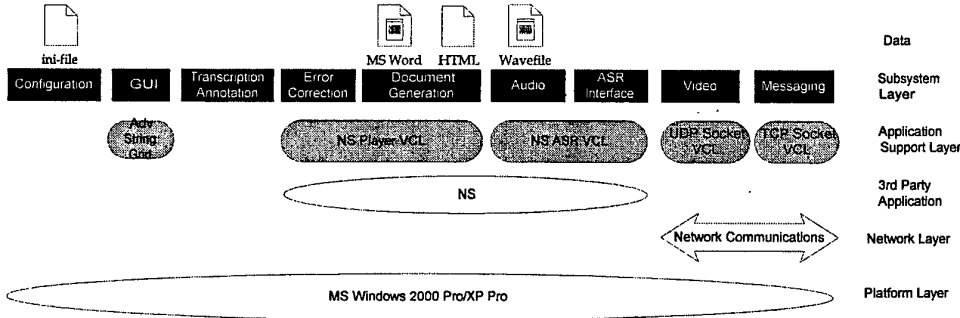 Data
ini-file
MS Word
HTML
Wavefile
Configuration
GUI
Transcription
Annotation
Error
Correction
Document
Generation
Audio
ASR
Interface
Video
Messaging
Subsystem
Layer
Adv
String
Grid
NS Player VCL
NS ASR VCL
UDP Socket
VCL
TCP Socket
VCL
Application
Support Layer
NS
3rd Party
Application
Network Communications
Network Layer
MS Windows 2000 Pro/XP Pro
Platform Layer